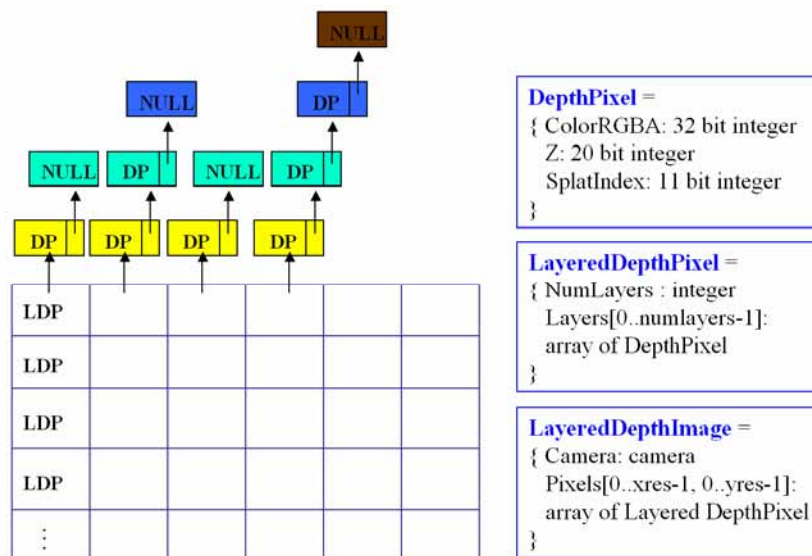 NULL
NULL DP
NULL DP NULL DP
DP DP DP DP
LDP
LDP
LDP
LDP
⋮
DepthPixel =
{ ColorRGBA: 32 bit integer
Z: 20 bit integer
SplatIndex: 11 bit integer
}
LayeredDepthPixel =
{ NumLayers : integer
Layers[0..numlayers-1]:
array of DepthPixel
}
LayeredDepthImage =
{ Camera: camera
Pixels[0..xres-1, 0..yres-1]:
array of Layered DepthPixel
}